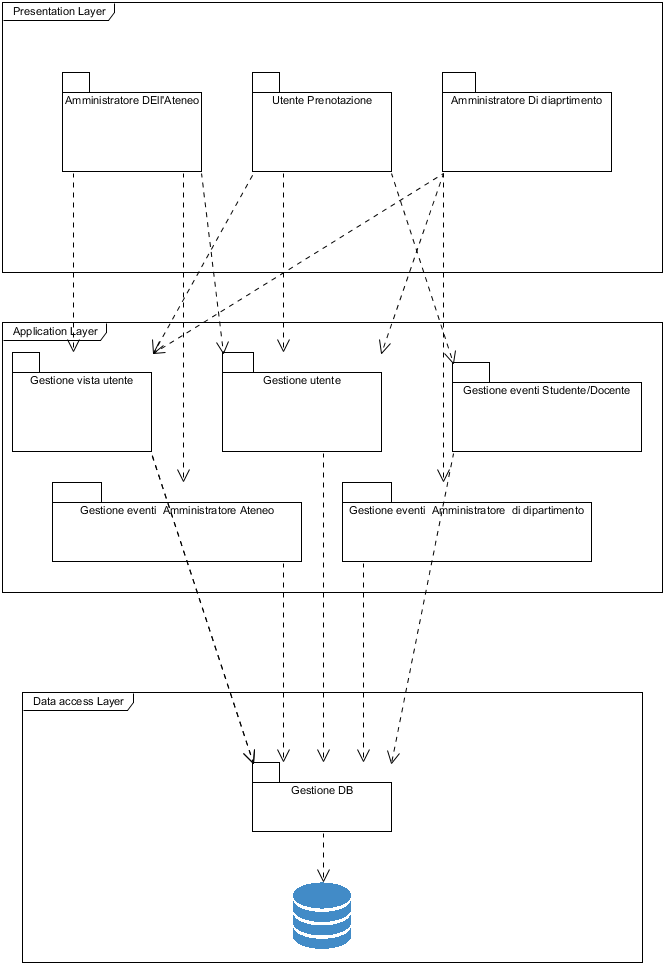 Presentation Layer
Amministratore DEll'Ateneo
Utente Prenotazione
Amministratore Di diaprtimento
Application Layer
Gestione vista utente
Gestione utente
Gestione eventi Studente/Docente
Gestione eventi  Amministratore Ateneo
Gestione eventi  Amministratore  di dipartimento
Data access Layer
Gestione DB